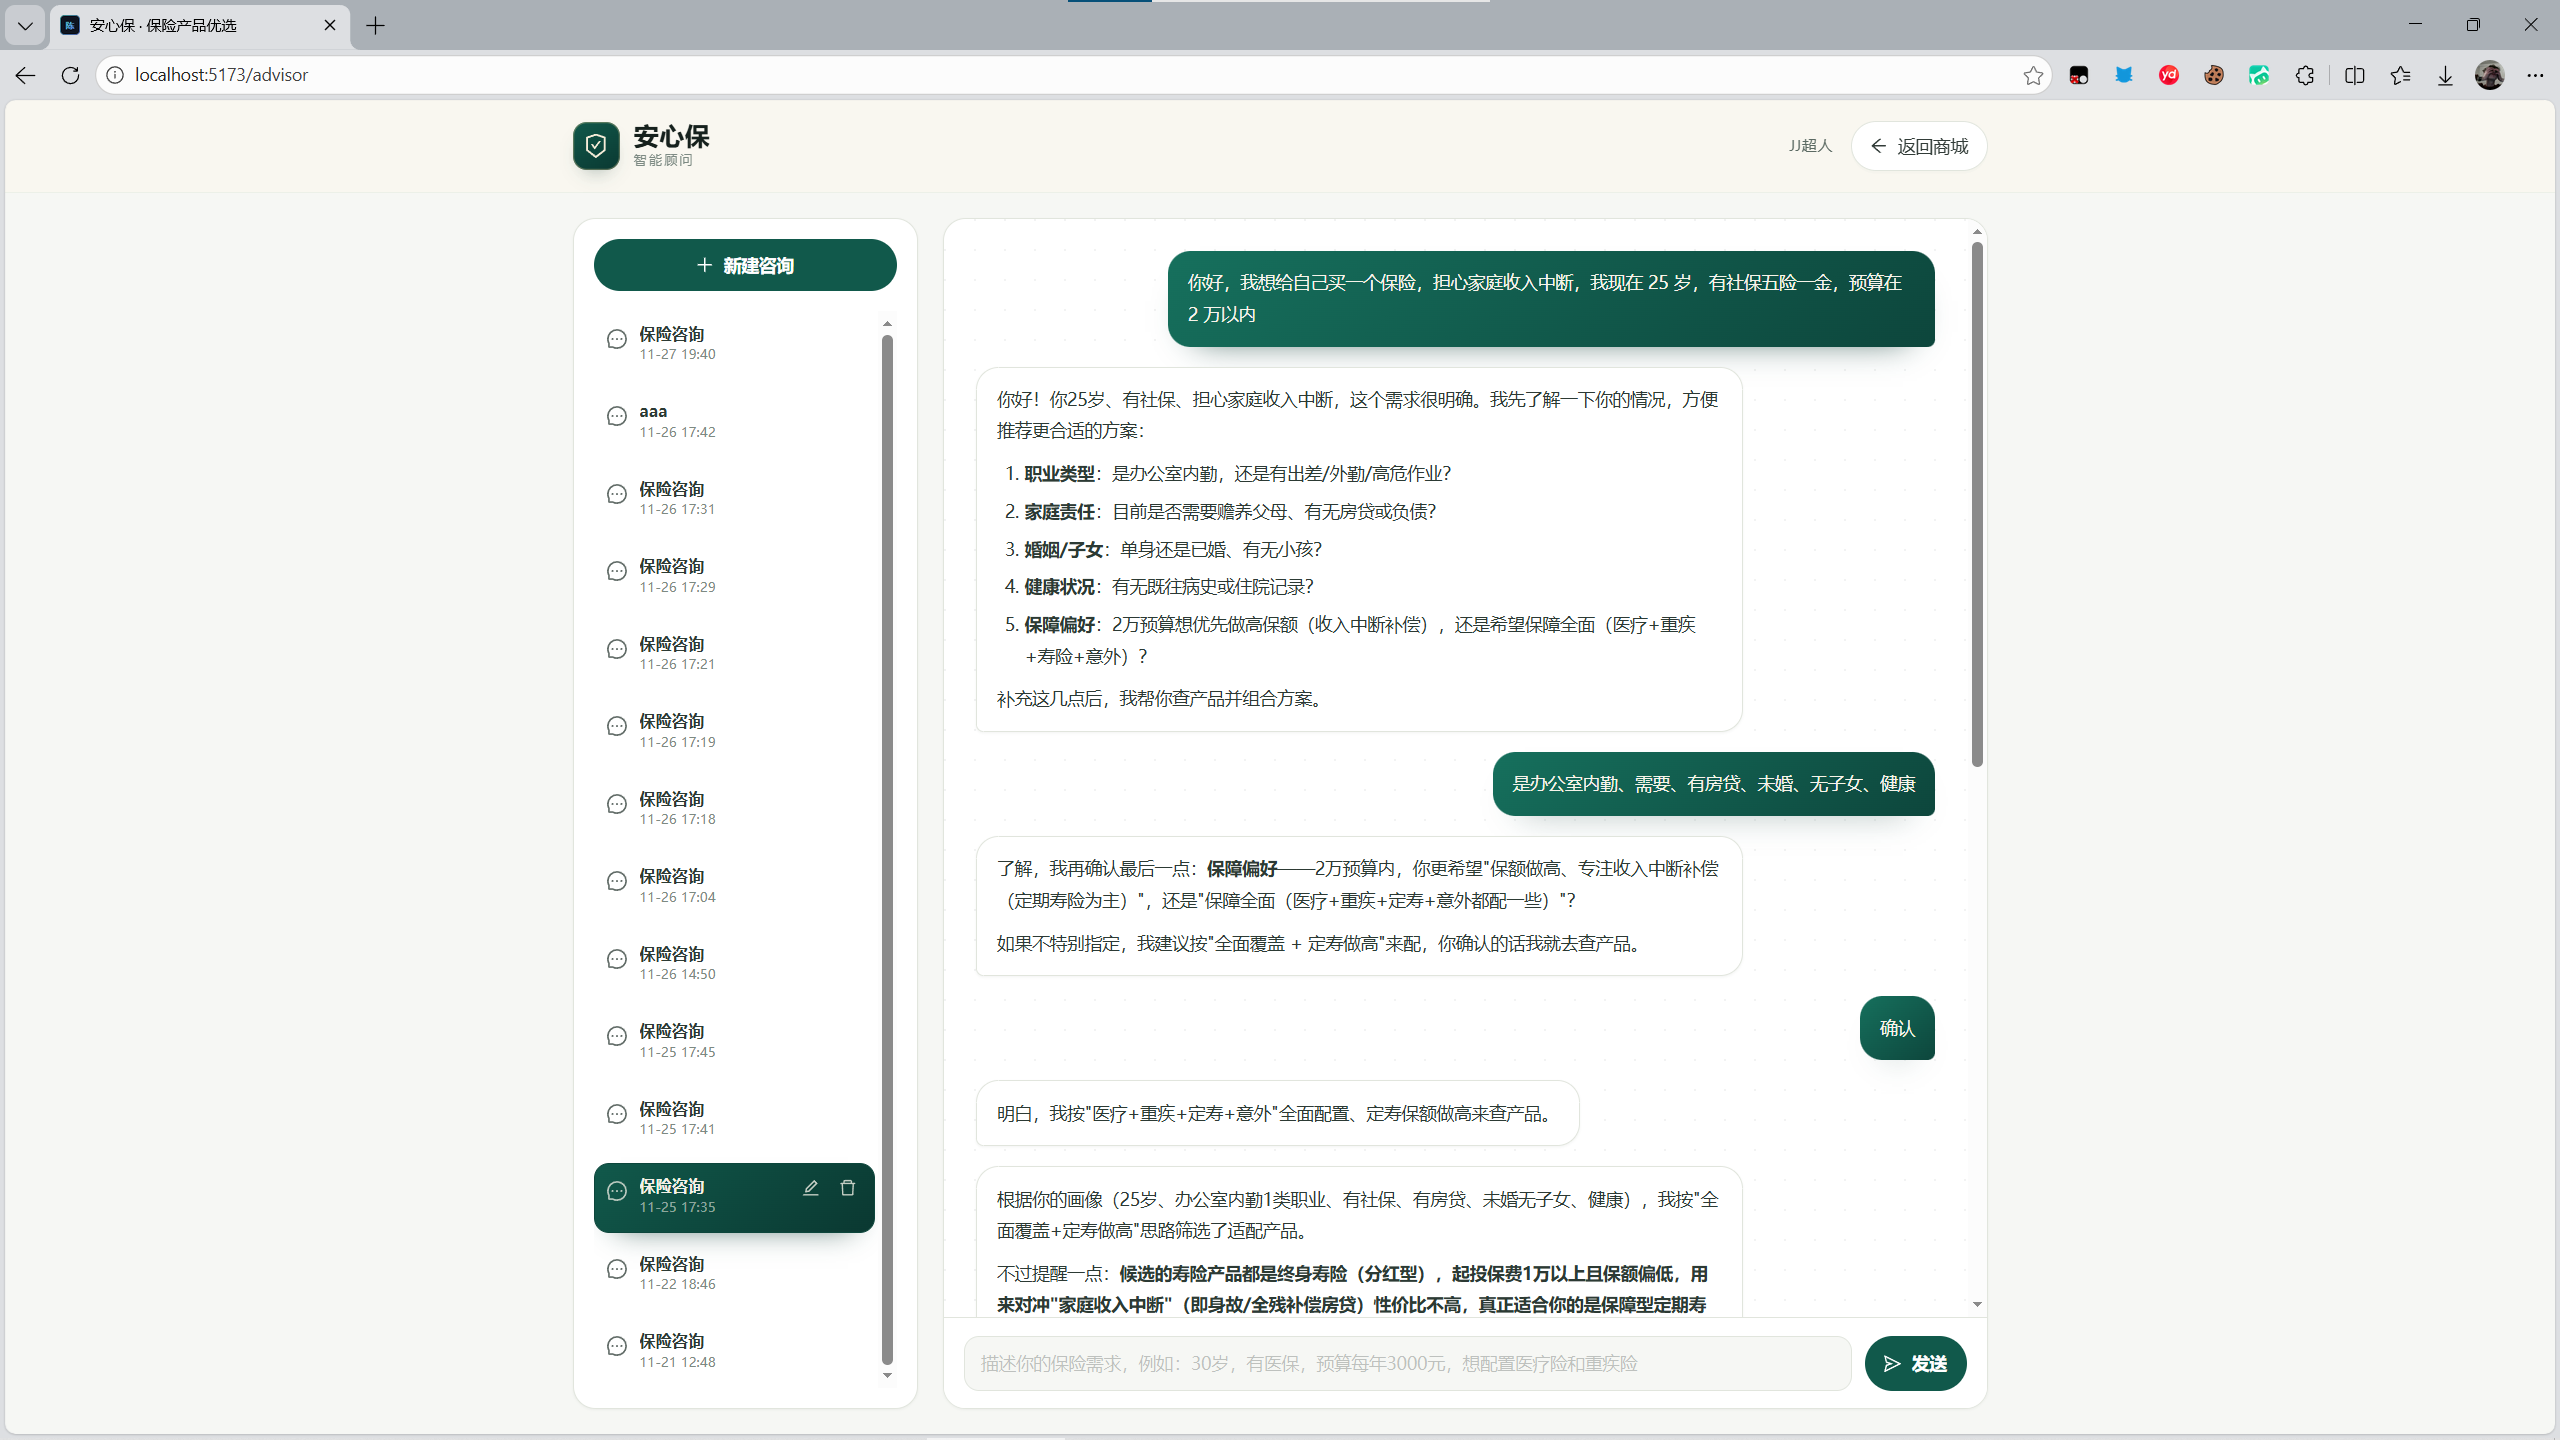 安心保 · 保险产品优选
localhost:5173/advisor
安心保
智能顾问
JJ超人
返回商城
新建咨询
保险咨询
11-27 19:40
aaa
11-26 17:42
保险咨询
11-26 17:31
保险咨询
11-26 17:29
保险咨询
11-26 17:21
保险咨询
11-26 17:19
保险咨询
11-26 17:18
保险咨询
11-26 17:04
保险咨询
11-26 14:50
保险咨询
11-25 17:45
保险咨询
11-25 17:41
保险咨询
11-25 17:35
保险咨询
11-22 18:46
保险咨询
11-21 12:48
你好，我想给自己买一个保险，担心家庭收入中断，我现在 25 岁，有社保五险一金，预算在
2 万以内
你好！你25岁、有社保、担心家庭收入中断，这个需求很明确。我先了解一下你的情况，方便
推荐更合适的方案：
1. 职业类型：是办公室内勤，还是有出差/外勤/高危作业？
2. 家庭责任：目前是否需要赡养父母、有无房贷或负债？
3. 婚姻/子女：单身还是已婚、有无小孩？
4. 健康状况：有无既往病史或住院记录？
5. 保障偏好：2万预算想优先做高保额（收入中断补偿），还是希望保障全面（医疗+重疾
+寿险+意外）？
补充这几点后，我帮你查产品并组合方案。
是办公室内勤、需要、有房贷、未婚、无子女、健康
了解，我再确认最后一点：保障偏好——2万预算内，你更希望"保额做高、专注收入中断补偿
（定期寿险为主）"，还是"保障全面（医疗+重疾+定寿+意外都配一些）"？
如果不特别指定，我建议按"全面覆盖 + 定寿做高"来配，你确认的话我就去查产品。
确认
明白，我按"医疗+重疾+定寿+意外"全面配置、定寿保额做高来查产品。
根据你的画像（25岁、办公室内勤1类职业、有社保、有房贷、未婚无子女、健康），我按"全
面覆盖+定寿做高"思路筛选了适配产品。
不过提醒一点：候选的寿险产品都是终身寿险（分红型），起投保费1万以上且保额偏低，用
来对冲"家庭收入中断"（即身故/全残补偿房贷）性价比不高，真正适合你的是保障型定期寿
描述你的保险需求，例如：30岁，有医保，预算每年3000元，想配置医疗险和重疾险
发送